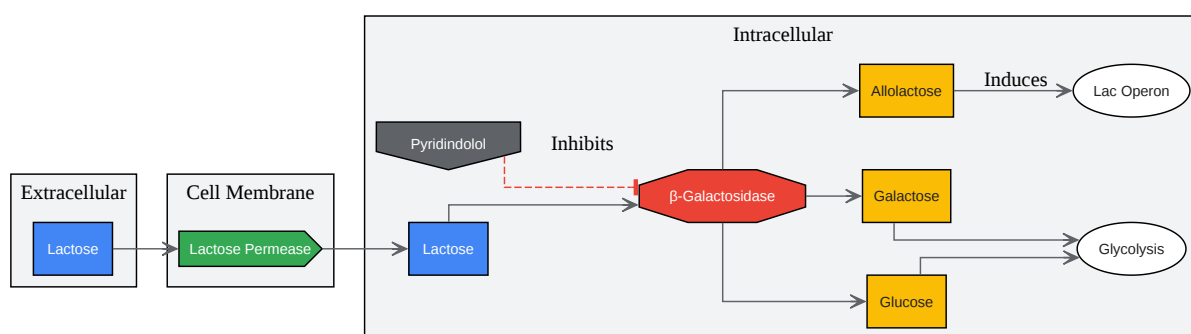 Intracellular
Allolactose
Induces
Lac Operon
Pyridindolol
Inhibits
Extracellular
Cell Membrane
β-Galactosidase
Galactose
Lactose
Lactose Permease
Lactose
Glycolysis
Glucose